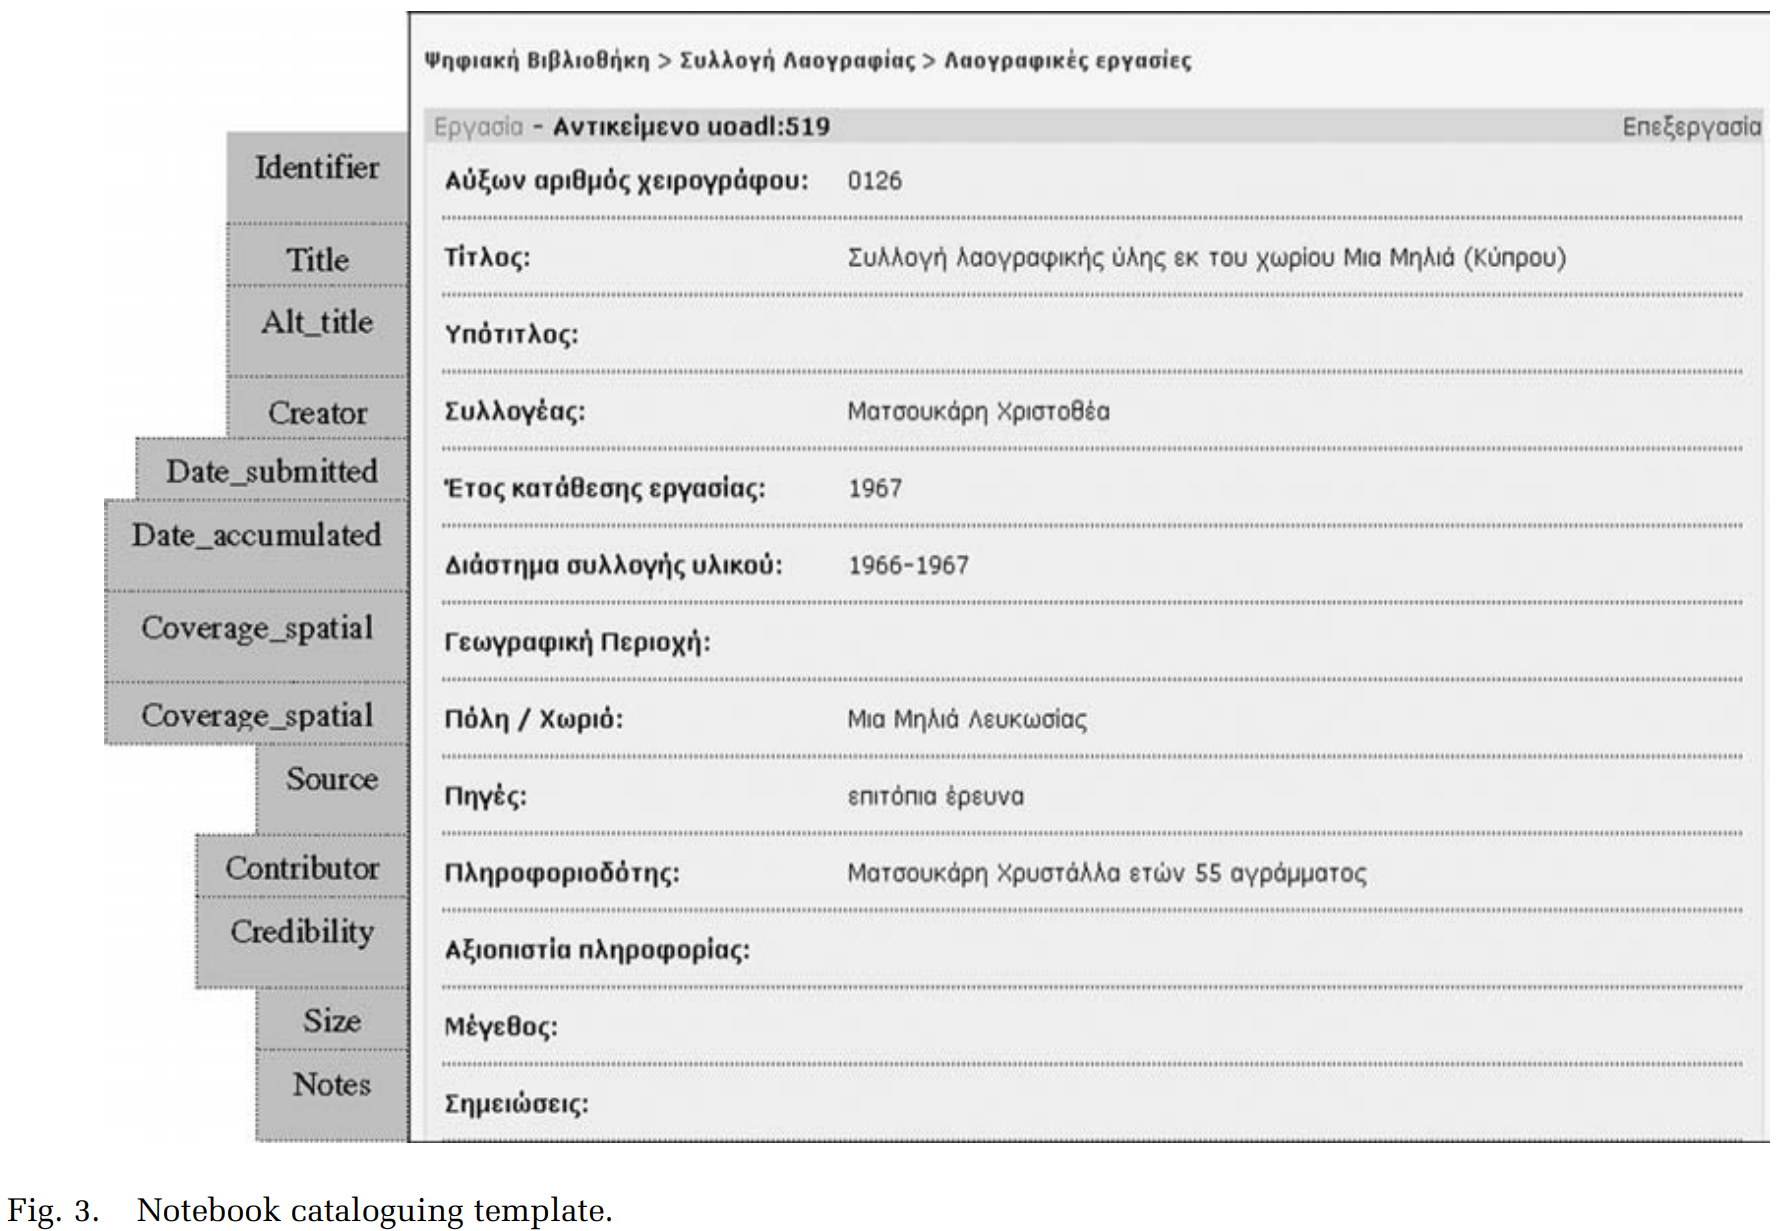 Ψηφιακή Βιβλιοθήκη > Συλλογή Λαογραφίας > Λαογραφικές εργασίες
Εργασία - Αντικείμενο uoadl:519 Επεξεργασία
Identifier Αύξων αριθμός χειρογράφου: 0126
Title Τίτλος: Συλλογή λαογραφικής ύλης εκ του χωρίου Μια Μηλιά (Κύπρου)
Alt_title Υπότιτλος:
Creator Συλλογέας: Ματσουκάρη Χριστοθέα
Date_submitted Έτος κατάθεσης εργασίας: 1967
Date_accumulated Διάστημα συλλογής υλικού: 1966-1967
Coverage_spatial Γεωγραφική Περιοχή:
Coverage_spatial Πόλη / Χωριό: Μια Μηλιά Λευκωσίας
Source Πηγές: επιτόπια έρευνα
Contributor Πληροφοριοδότης: Ματσουκάρη Χρυστάλλα ετών 55 αγράμματος
Credibility Αξιοπιστία πληροφορίας:
Size Μέγεθος:
Notes Σημειώσεις:
Fig. 3. Notebook cataloguing template.